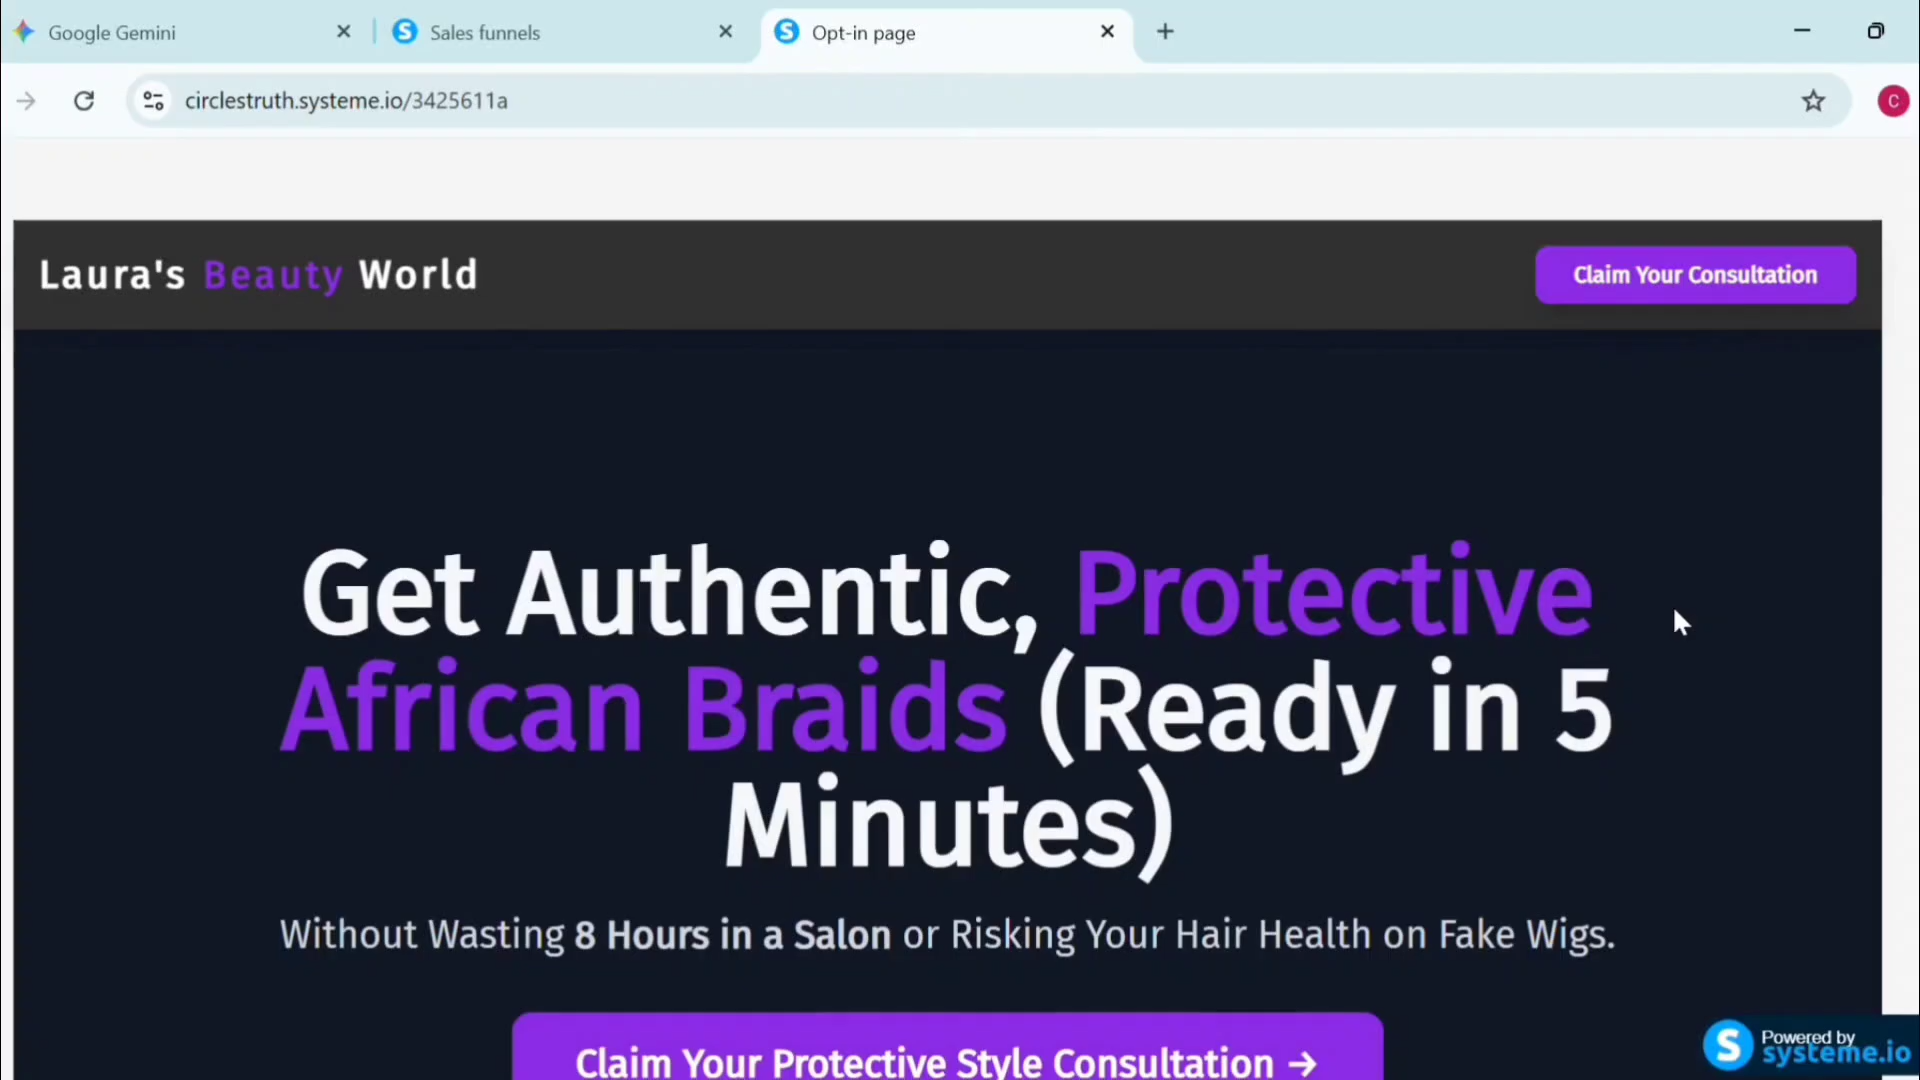 Google Gemini
Sales funnels
Opt-in page
circlestruth.systeme.io/3425611a
C
Laura's Beauty World
Claim Your Consultation
Get Authentic, Protective
African Braids (Ready in 5
Minutes)
Without Wasting 8 Hours in a Salon or Risking Your Hair Health on Fake Wigs.
Claim Your Protective Style Consultation →
Powered by
systeme.io